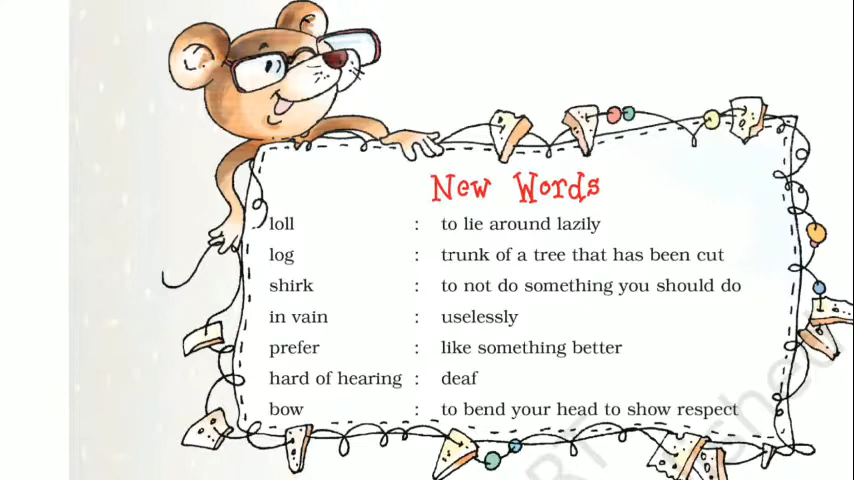 New Words
loll : to lie around lazily
log : trunk of a tree that has been cut
shirk : to not do something you should do
in vain : uselessly
prefer : like something better
hard of hearing : deaf
bow : to bend your head to show respect